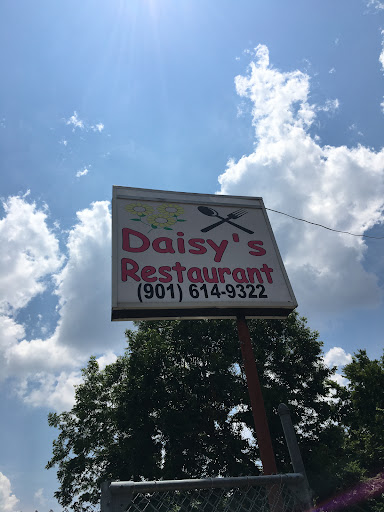 Daisy's
Restaurant
(901) 614-9322